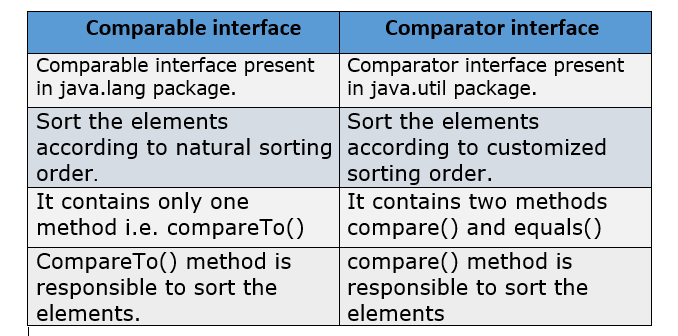 Comparable interface
Comparator interface
Comparable interface present
in java.lang package.
Comparator interface present
in java.util package.
Sort the elements
according to natural sorting
order.
Sort the elements
according to customized
sorting order.
It contains only one
method i.e. compareTo()
It contains two methods
compare() and equals()
CompareTo() method is
responsible to sort the
elements.
compare() method is
responsible to sort the
elements